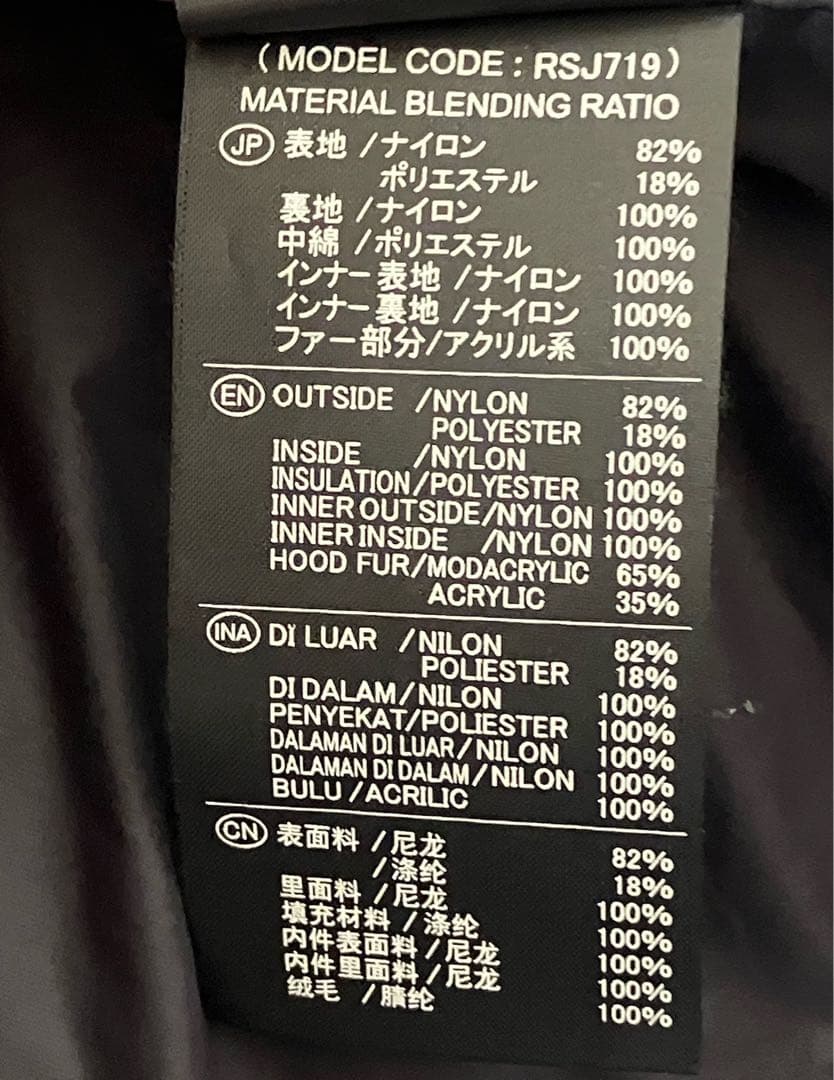 (MODEL CODE : RSJ719)
MATERIAL BLENDING RATIO
JP 表地 /ナイロン 82%
ポリエステル 18%
裏地 /ナイロン 100%
中綿 /ポリエステル 100%
インナー表地 /ナイロン 100%
インナー裏地 /ナイロン 100%
ファー部分/アクリル系 100%
EN OUTSIDE /NYLON 82%
POLYESTER 18%
INSIDE /NYLON 100%
INSULATION/POLYESTER 100%
INNER OUTSIDE/NYLON 100%
INNER INSIDE /NYLON 100%
HOOD FUR/MODACRYLIC 65%
ACRYLIC 35%
INA DI LUAR /NILON 82%
POLIESTER 18%
DI DALAM/NILON 100%
PENYEKAT/POLIESTER 100%
DALAMAN DI LUAR/NILON 100%
DALAMAN DI DALAM/NILON 100%
BULU /ACRILIC 100%
CN 表面料 /尼龙 82%
/涤纶 18%
里面料 /尼龙 100%
填充材料 /涤纶 100%
内件表面料 /尼龙 100%
内件里面料 /尼龙 100%
绒毛 /腈纶 100%